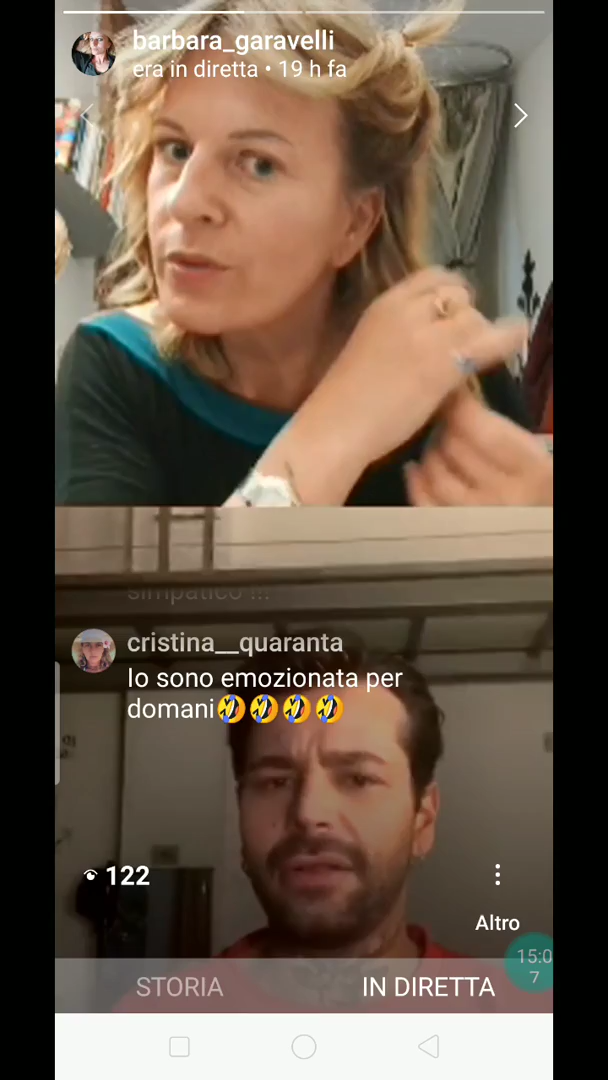 barbara_garavelli
era in diretta • 19 h fa
simpatico !!!
cristina__quaranta
Io sono emozionata per
domani🤣🤣🤣🤣
122
Altro
15:0
7
STORIA
IN DIRETTA